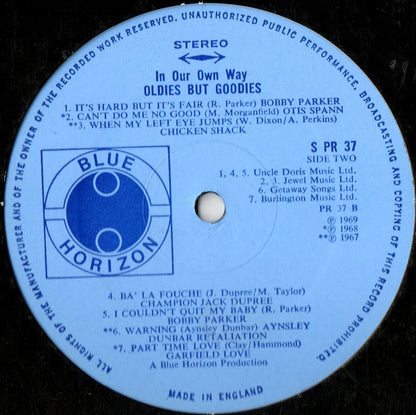 ALL RIGHTS OF THE MANUFACTURER AND OF THE OWNER OF THE RECORDED WORK RESERVED. UNAUTHORIZED PUBLIC PERFORMANCE, BROADCASTING AND COPYING OF THIS RECORD PROHIBITED.
STEREO
In Our Own Way
OLDIES BUT GOODIES
1. IT'S HARD BUT IT'S FAIR (R. Parker) BOBBY PARKER
*2. CAN'T DO ME NO GOOD (M. Morganfield) OTIS SPANN
**3. WHEN MY LEFT EYE JUMPS (W. Dixon/A. Perkins)
CHICKEN SHACK
S PR 37
SIDE TWO
1, 4, 5. Uncle Doris Music Ltd.
2, 3. Jewel Music Ltd.
6. Getaway Songs Ltd.
7. Burlington Music Ltd.
PR 37 B
℗ 1969
*℗ 1968
**℗ 1967
BLUE
HORIZON
4. BA' LA FOUCHE (J. Dupree/M. Taylor)
CHAMPION JACK DUPREE
5. I COULDN'T QUIT MY BABY (R. Parker)
BOBBY PARKER
**6. WARNING (Aynsley Dunbar) AYNSLEY
DUNBAR RETALIATION
*7. PART TIME LOVE (Clay/Hammond)
GARFIELD LOVE
A Blue Horizon Production
MADE IN ENGLAND